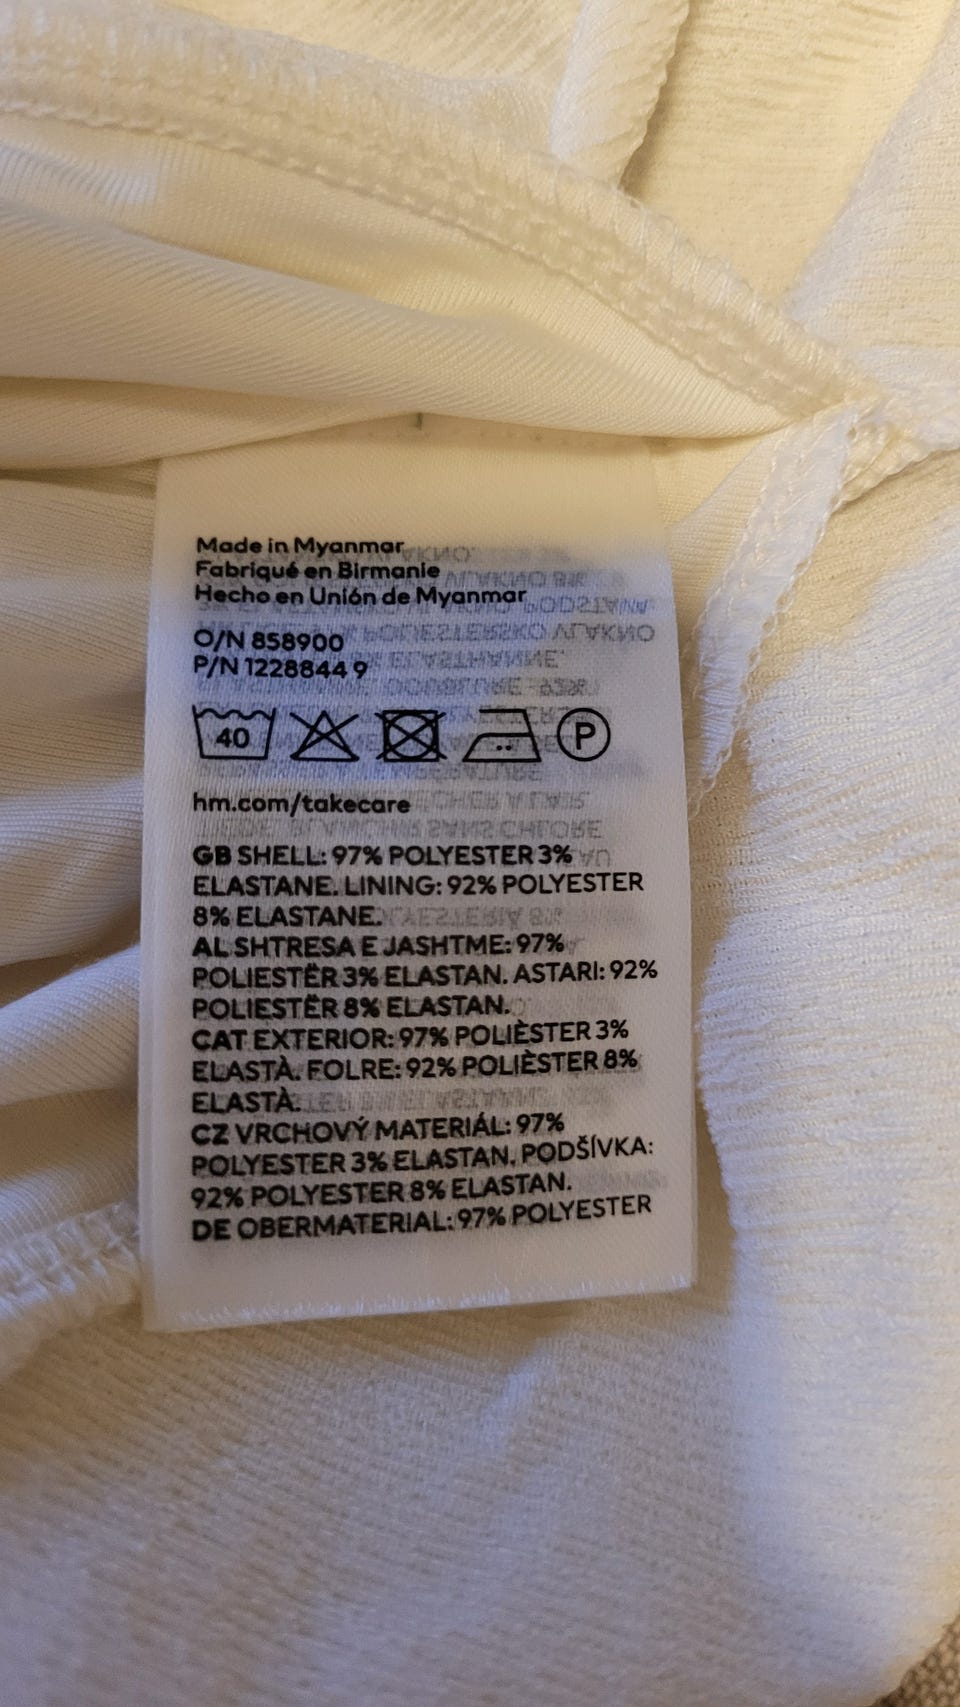 Made in Myanmar
Fabriqué en Birmanie
Hecho en Unión de Myanmar
O/N 858900
P/N 1228844 9
40
P
hm.com/takecare
GB SHELL: 97% POLYESTER 3%
ELASTANE. LINING: 92% POLYESTER
8% ELASTANE.
AL SHTRESA E JASHTME: 97%
POLIESTËR 3% ELASTAN. ASTARI: 92%
POLIESTËR 8% ELASTAN.
CAT EXTERIOR: 97% POLIÈSTER 3%
ELASTÀ. FOLRE: 92% POLIÈSTER 8%
ELASTÀ.
CZ VRCHOVÝ MATERIÁL: 97%
POLYESTER 3% ELASTAN. PODŠÍVKA:
92% POLYESTER 8% ELASTAN.
DE OBERMATERIAL: 97% POLYESTER